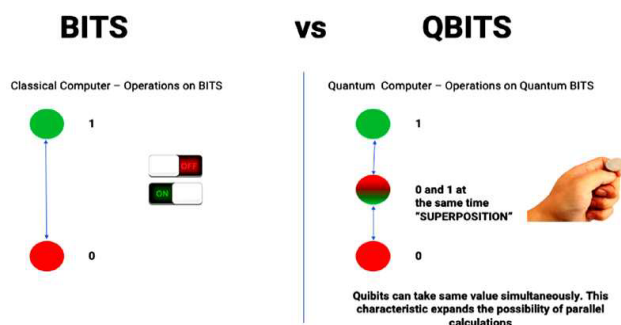 BITS
vs
QBITS
Classical Computer – Operations on BITS
1
OFF
ON
0
Quantum Computer – Operations on Quantum BITS
1
0 and 1 at
the same time
“SUPERPOSITION”
0
Quibits can take same value simultaneously. This
characteristic expands the possibility of parallel
calculations